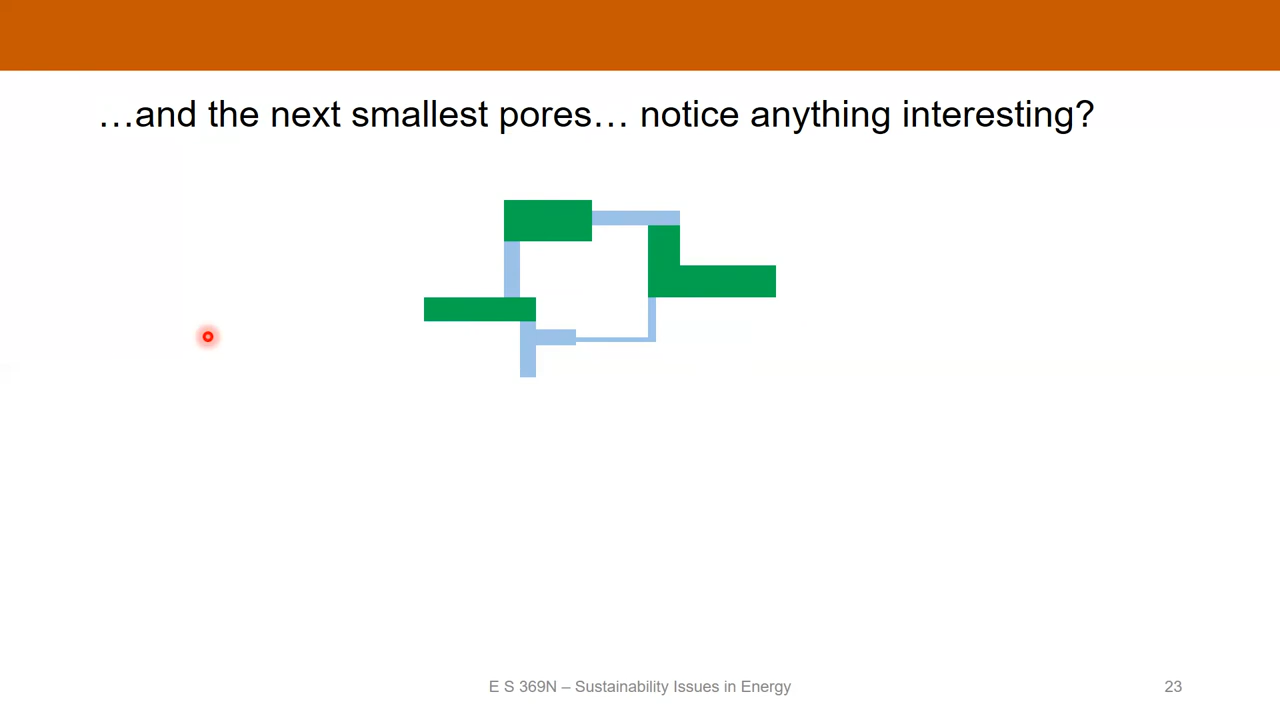 …and the next smallest pores… notice anything interesting?
E S 369N – Sustainability Issues in Energy
23